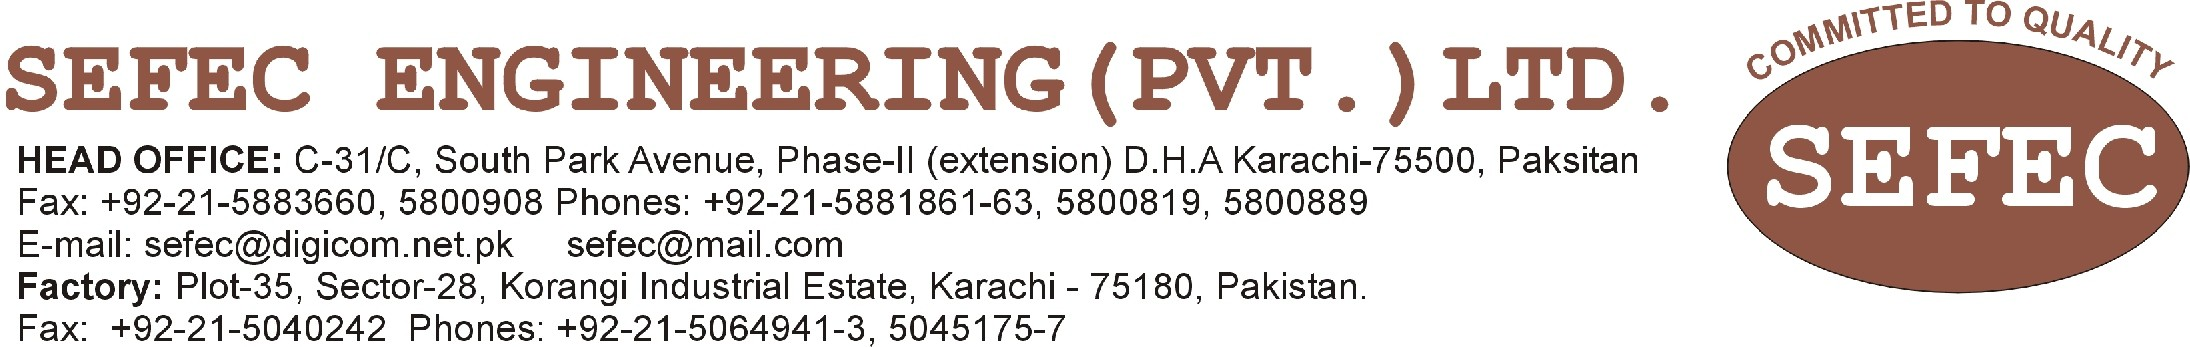 SEFEC ENGINEERING(PVT.)LTD.
HEAD OFFICE: C-31/C, South Park Avenue, Phase-II (extension) D.H.A Karachi-75500, Paksitan
Fax: +92-21-5883660, 5800908 Phones: +92-21-5881861-63, 5800819, 5800889
E-mail: sefec@digicom.net.pk sefec@mail.com
Factory: Plot-35, Sector-28, Korangi Industrial Estate, Karachi - 75180, Pakistan.
Fax: +92-21-5040242 Phones: +92-21-5064941-3, 5045175-7
COMMITTED TO QUALITY
SEFEC